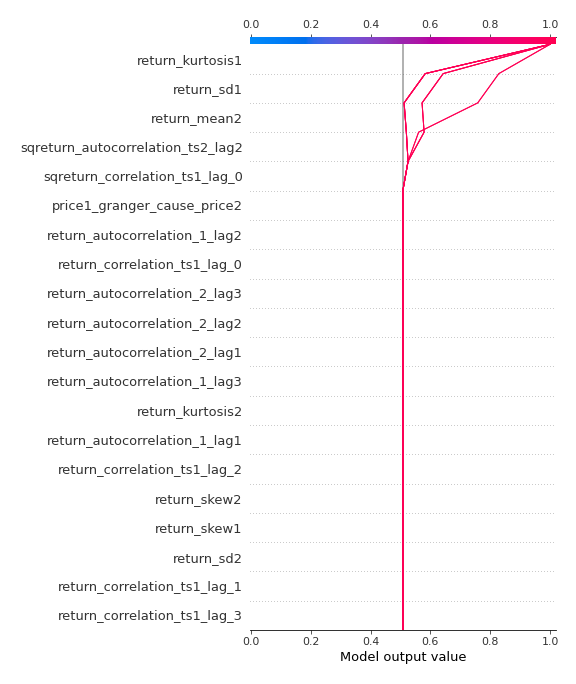 0.0 0.2 0.4 0.6 0.8 1.0
return_kurtosis1
return_sd1
return_mean2
sqreturn_autocorrelation_ts2_lag2
sqreturn_correlation_ts1_lag_0
price1_granger_cause_price2
return_autocorrelation_1_lag2
return_correlation_ts1_lag_0
return_autocorrelation_2_lag3
return_autocorrelation_2_lag2
return_autocorrelation_2_lag1
return_autocorrelation_1_lag3
return_kurtosis2
return_autocorrelation_1_lag1
return_correlation_ts1_lag_2
return_skew2
return_skew1
return_sd2
return_correlation_ts1_lag_1
return_correlation_ts1_lag_3
0.0 0.2 0.4 0.6 0.8 1.0
Model output value